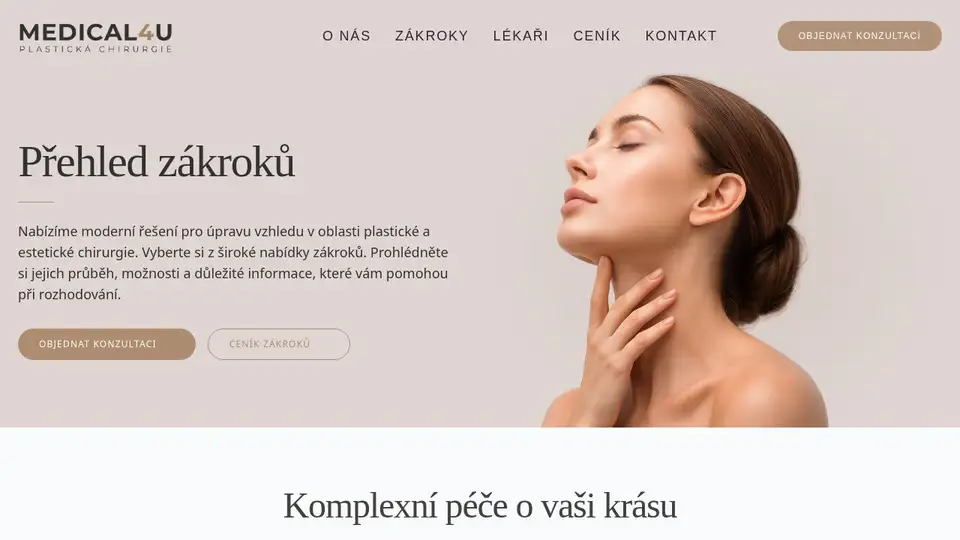 MEDICAL4U
PLASTICKÁ CHIRURGIE
O NÁS
ZÁKROKY
LÉKAŘI
CENÍK
KONTAKT
OBJEDNAT KONZULTACI
Přehled zákroků
Nabízíme moderní řešení pro úpravu vzhledu v oblasti plastické a
estetické chirurgie. Vyberte si z široké nabídky zákroků. Prohlédněte
si jejich průběh, možnosti a důležité informace, které vám pomohou
při rozhodování.
OBJEDNAT KONZULTACI
CENÍK ZÁKROKŮ
Komplexní péče o vaši krásu